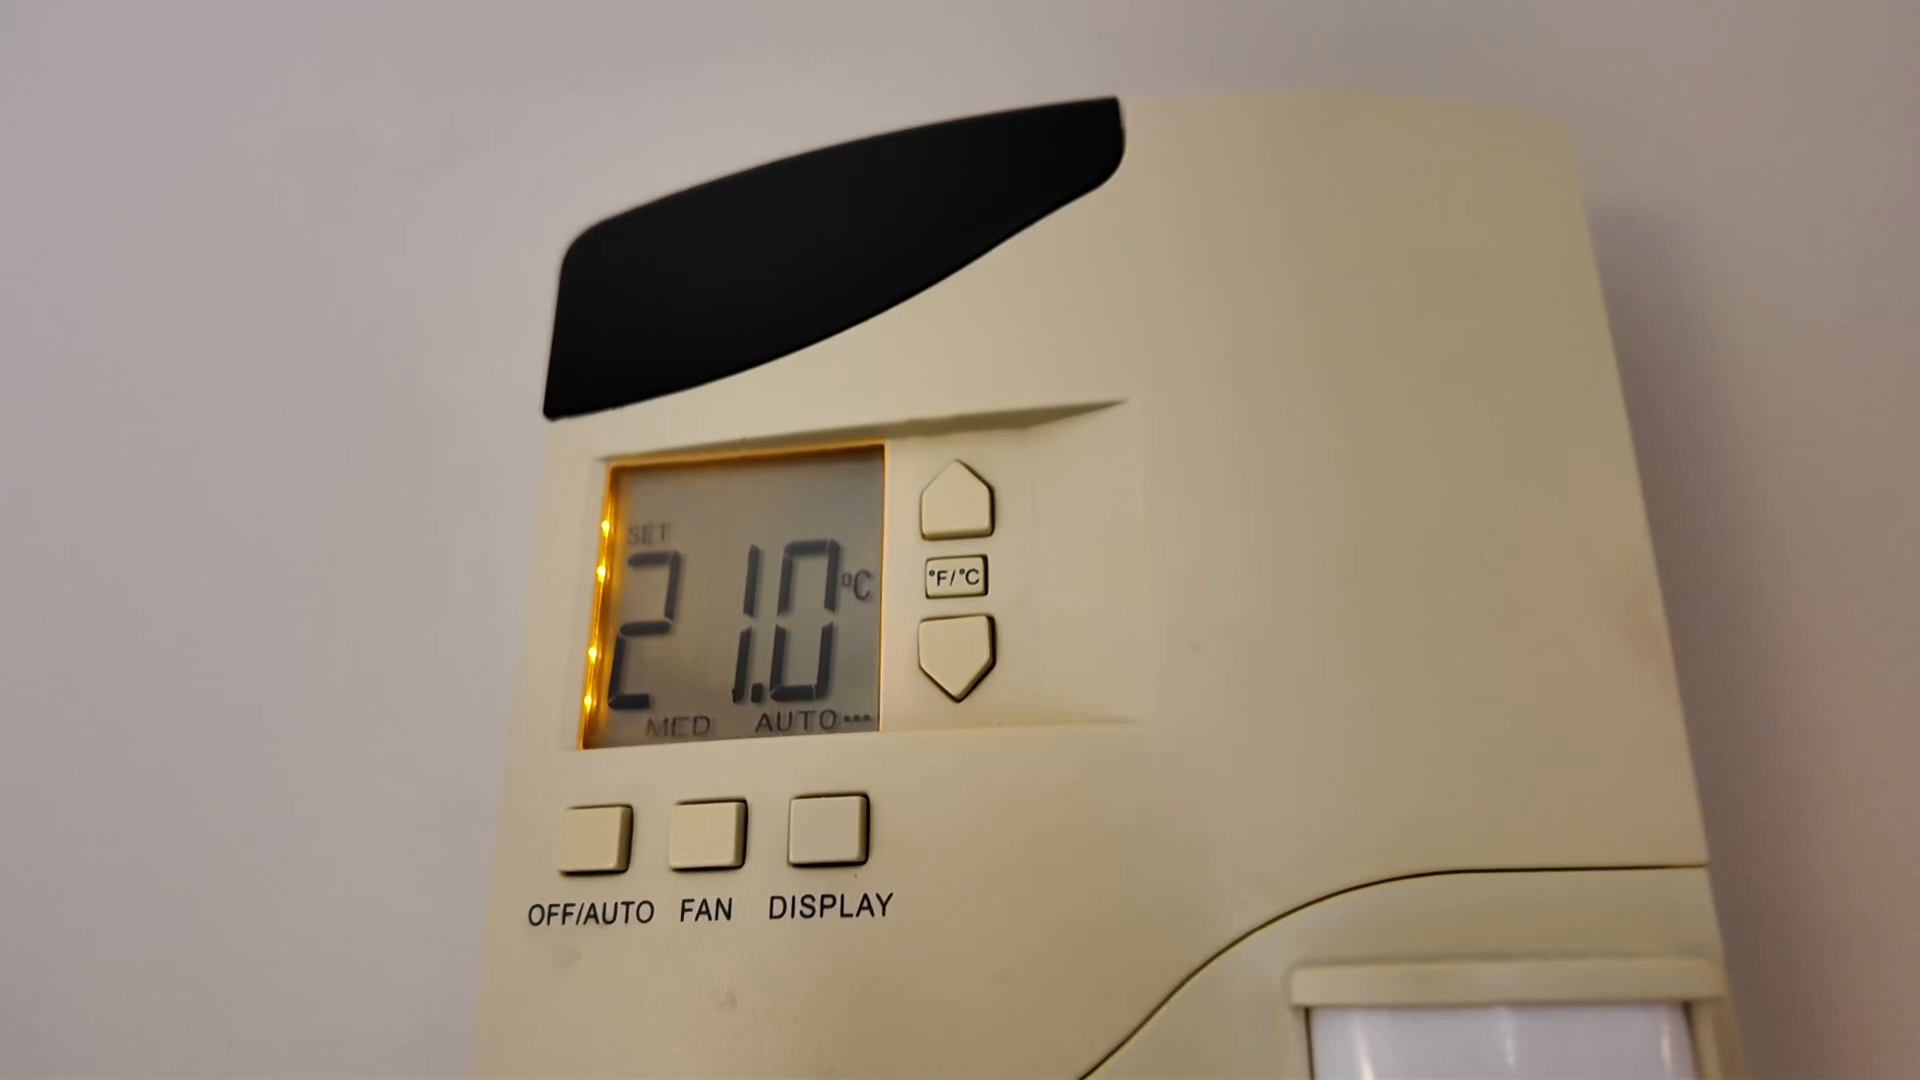 SET
21.0 °C
MED AUTO
°F/°C
OFF/AUTO FAN DISPLAY